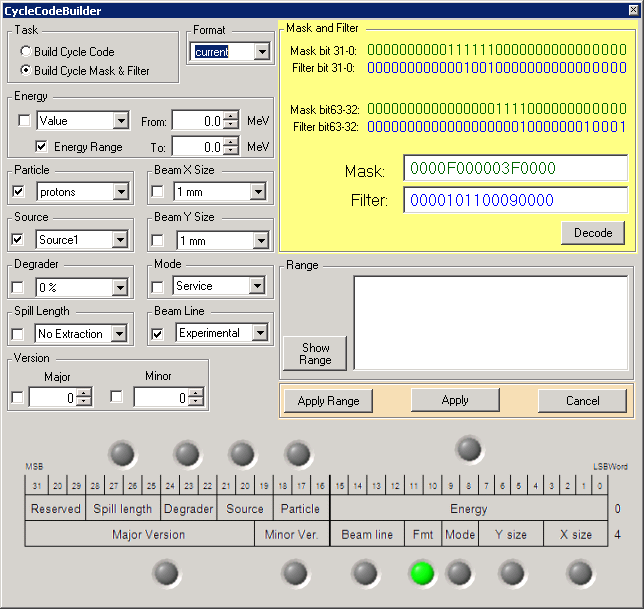 CycleCodeBuilder
Task
Build Cycle Code
Build Cycle Mask & Filter
Format
current
Energy
Value
From: 0.0 MeV
Energy Range
To: 0.0 MeV
Particle
protons
Beam X Size
1 mm
Source
Source1
Beam Y Size
1 mm
Degrader
0 %
Mode
Service
Spill Length
No Extraction
Beam Line
Experimental
Version
Major
0
Minor
0
Mask and Filter
Mask bit 31-0: 00000000001111110000000000000000
Filter bit 31-0: 00000000000010010000000000000000
Mask bit63-32: 00000000000000001111000000000000
Filter bit63-32: 00000000000000000001000000010001
Mask: 0000F000003F0000
Filter: 0000101100090000
Decode
Range
Show
Range
Apply Range
Apply
Cancel
MSB LSBWord
31 20 29 28 27 26 25 24 23 22 21 20 19 18 17 16 15 14 13 12 11 10 9 8 7 6 5 4 3 2 1 0
Reserved Spill length Degrader Source Particle Energy 0
Major Version Minor Ver. Beam line Fmt Mode Y size X size 4